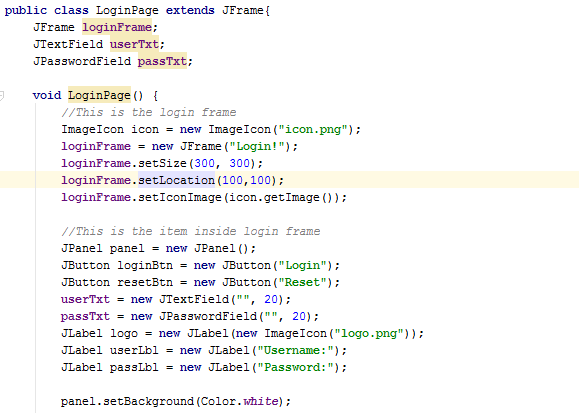 public class LoginPage extends JFrame{
    JFrame loginFrame;
    JTextField userTxt;
    JPasswordField passTxt;

    void LoginPage() {
        //This is the login frame
        ImageIcon icon = new ImageIcon("icon.png");
        loginFrame = new JFrame("Login!");
        loginFrame.setSize(300, 300);
        loginFrame.setLocation(100,100);
        loginFrame.setIconImage(icon.getImage());

        //This is the item inside login frame
        JPanel panel = new JPanel();
        JButton loginBtn = new JButton("Login");
        JButton resetBtn = new JButton("Reset");
        userTxt = new JTextField("", 20);
        passTxt = new JPasswordField("", 20);
        JLabel logo = new JLabel(new ImageIcon("logo.png"));
        JLabel userLbl = new JLabel("Username:");
        JLabel passLbl = new JLabel("Password:");

        panel.setBackground(Color.white);